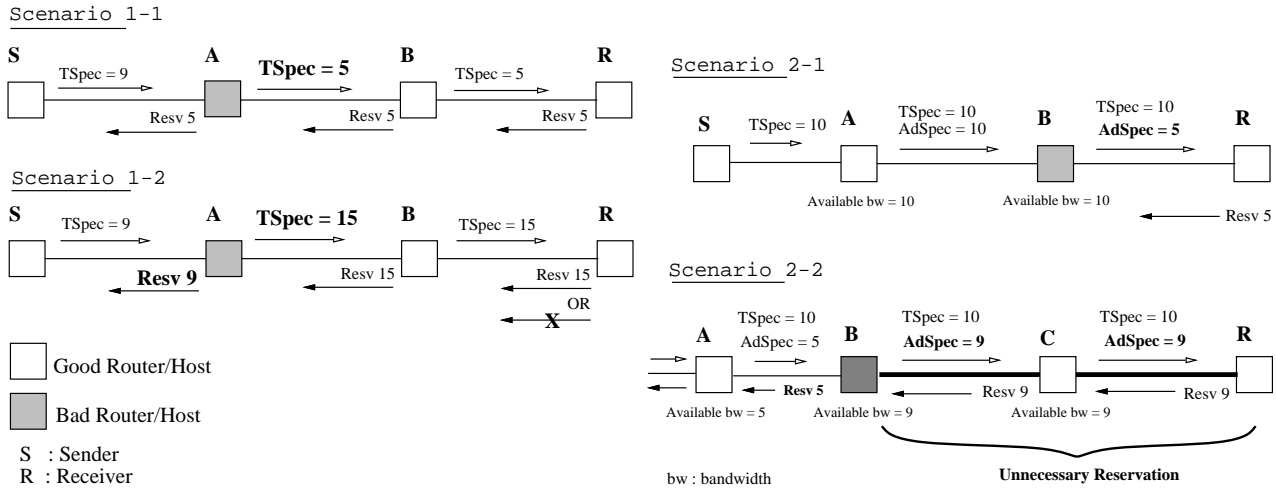 Scenario 1-1
S
A
B
R
TSpec = 9
TSpec = 5
TSpec = 5
Resv 5
Resv 5
Resv 5
Scenario 1-2
S
A
B
R
TSpec = 9
TSpec = 15
TSpec = 15
Resv 9
Resv 15
Resv 15
OR
X
Good Router/Host
Bad Router/Host
S : Sender
R : Receiver
Scenario 2-1
S
A
B
R
TSpec = 10
TSpec = 10
AdSpec = 10
TSpec = 10
AdSpec = 5
Available bw = 10
Available bw = 10
Resv 5
Scenario 2-2
A
B
C
R
TSpec = 10
AdSpec = 5
TSpec = 10
AdSpec = 9
TSpec = 10
AdSpec = 9
Resv 5
Resv 9
Resv 9
Available bw = 5
Available bw = 9
Available bw = 9
Unnecessary Reservation
bw : bandwidth